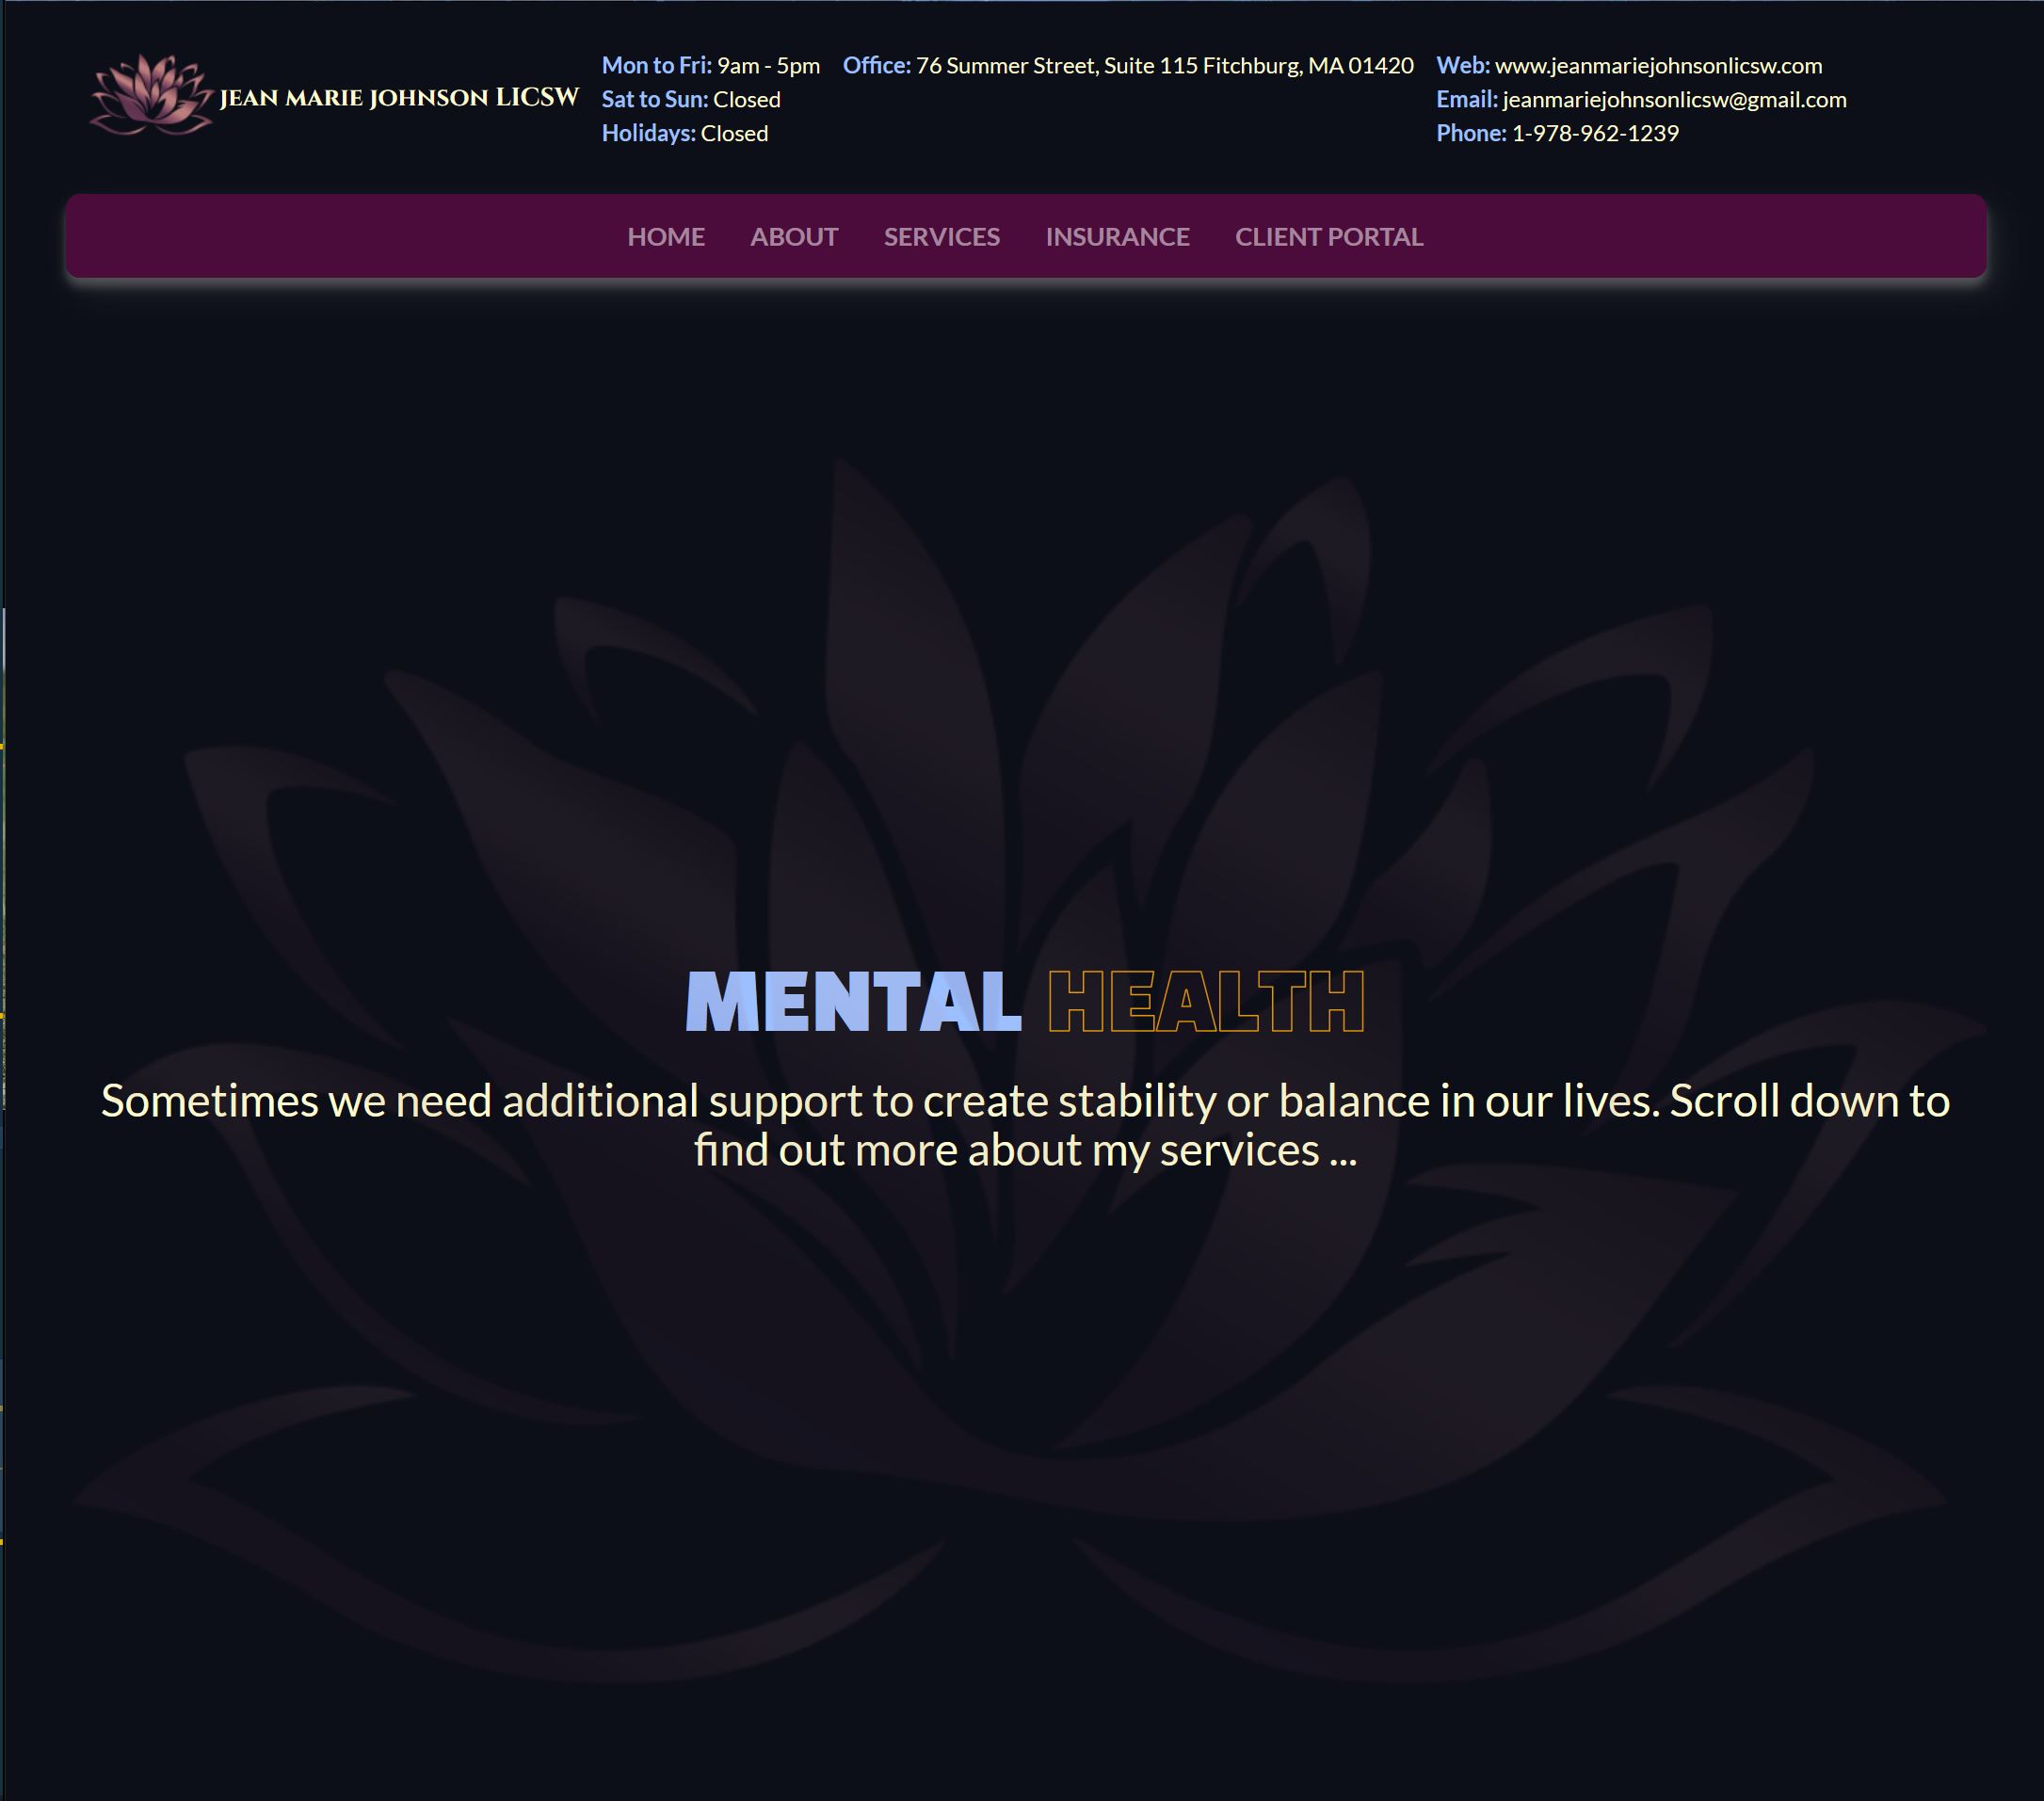 JEAN MARIE JOHNSON LICSW
Mon to Fri: 9am - 5pm
Sat to Sun: Closed
Holidays: Closed
Office: 76 Summer Street, Suite 115 Fitchburg, MA 01420
Web: www.jeanmariejohnsonlicsw.com
Email: jeanmariejohnsonlicsw@gmail.com
Phone: 1-978-962-1239
HOME ABOUT SERVICES INSURANCE CLIENT PORTAL
MENTAL HEALTH
Sometimes we need additional support to create stability or balance in our lives. Scroll down to
find out more about my services ...